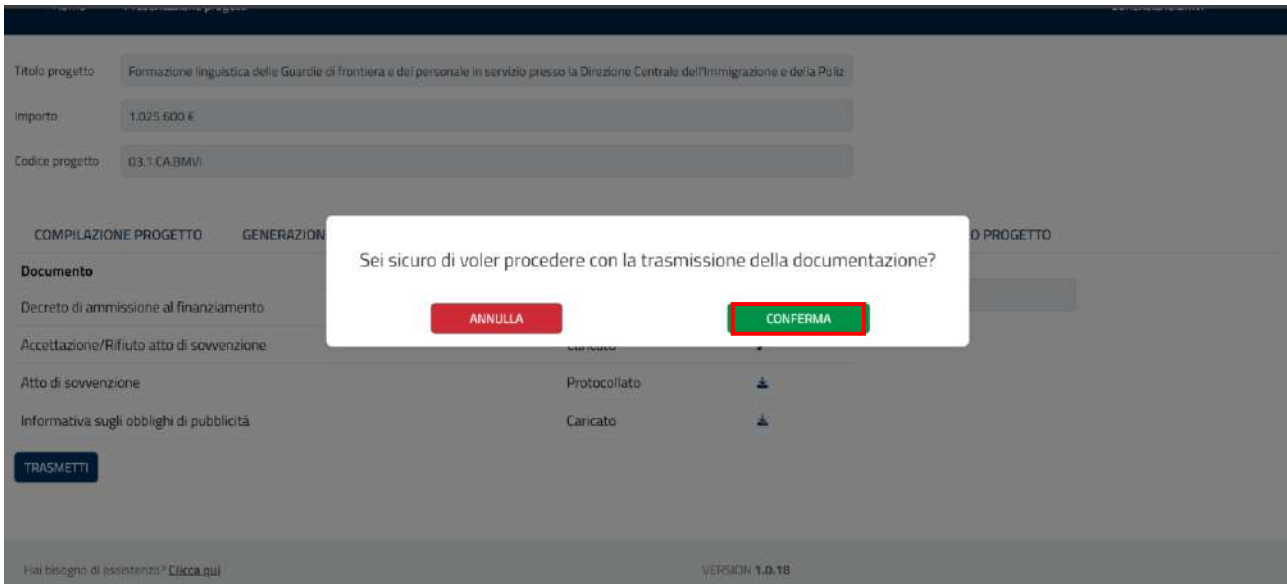 Titolo progetto
Formazione linguistica delle Guardie di frontiera e del personale in servizio presso la Direzione Centrale dell'Immigrazione e della Poliz
Importo
1.025.600 €
Codice progetto
03.1.CA.BMVI
COMPILAZIONE PROGETTO GENERAZION O PROGETTO
Sei sicuro di voler procedere con la trasmissione della documentazione?
ANNULLA CONFERMA
Documento
Decreto di ammissione al finanziamento
Accettazione/Rifiuto atto di sovvenzione
Atto di sovvenzione Protocollato
Informativa sugli obblighi di pubblicità Caricato
TRASMETTI
Hai bisogno di assistenza? Clicca qui VERSION 1.0.18